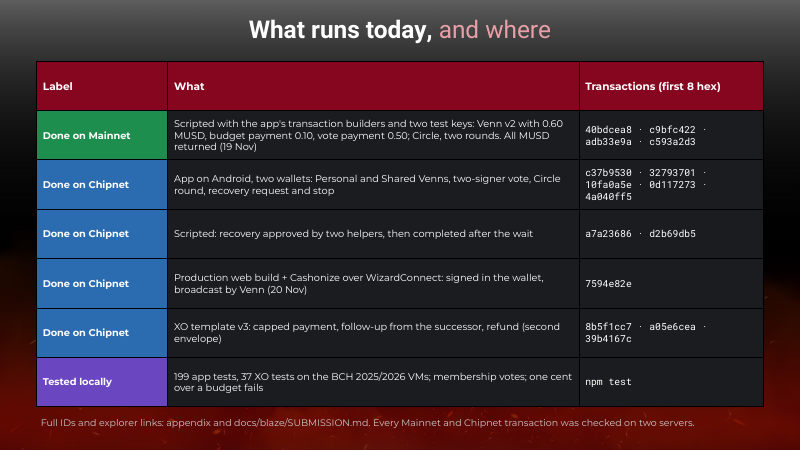 What runs today, and where
Label
What
Transactions (first 8 hex)
Done on Mainnet
Scripted with the app's transaction builders and two test keys: Venn v2 with 0.60
MUSD, budget payment 0.10, vote payment 0.50; Circle, two rounds. All MUSD
returned (19 Nov)
40bdcea8 · c9bfc422 ·
adb33e9a · c593a2d3
Done on Chipnet
App on Android, two wallets: Personal and Shared Venns, two-signer vote, Circle
round, recovery request and stop
c37b9530 · 32793701 ·
10fa0a5e · 0d117273 ·
4a040ff5
Done on Chipnet
Scripted: recovery approved by two helpers, then completed after the wait
a7a23686 · d2b69db5
Done on Chipnet
Production web build + Cashonize over WizardConnect: signed in the wallet,
broadcast by Venn (20 Nov)
7594e82e
Done on Chipnet
XO template v3: capped payment, follow-up from the successor, refund (second
envelope)
8b5f1cc7 · a05e6cea ·
39b4167c
Tested locally
199 app tests, 37 XO tests on the BCH 2025/2026 VMs; membership votes; one cent
over a budget fails
npm test
Full IDs and explorer links: appendix and docs/blaze/SUBMISSION.md. Every Mainnet and Chipnet transaction was checked on two servers.